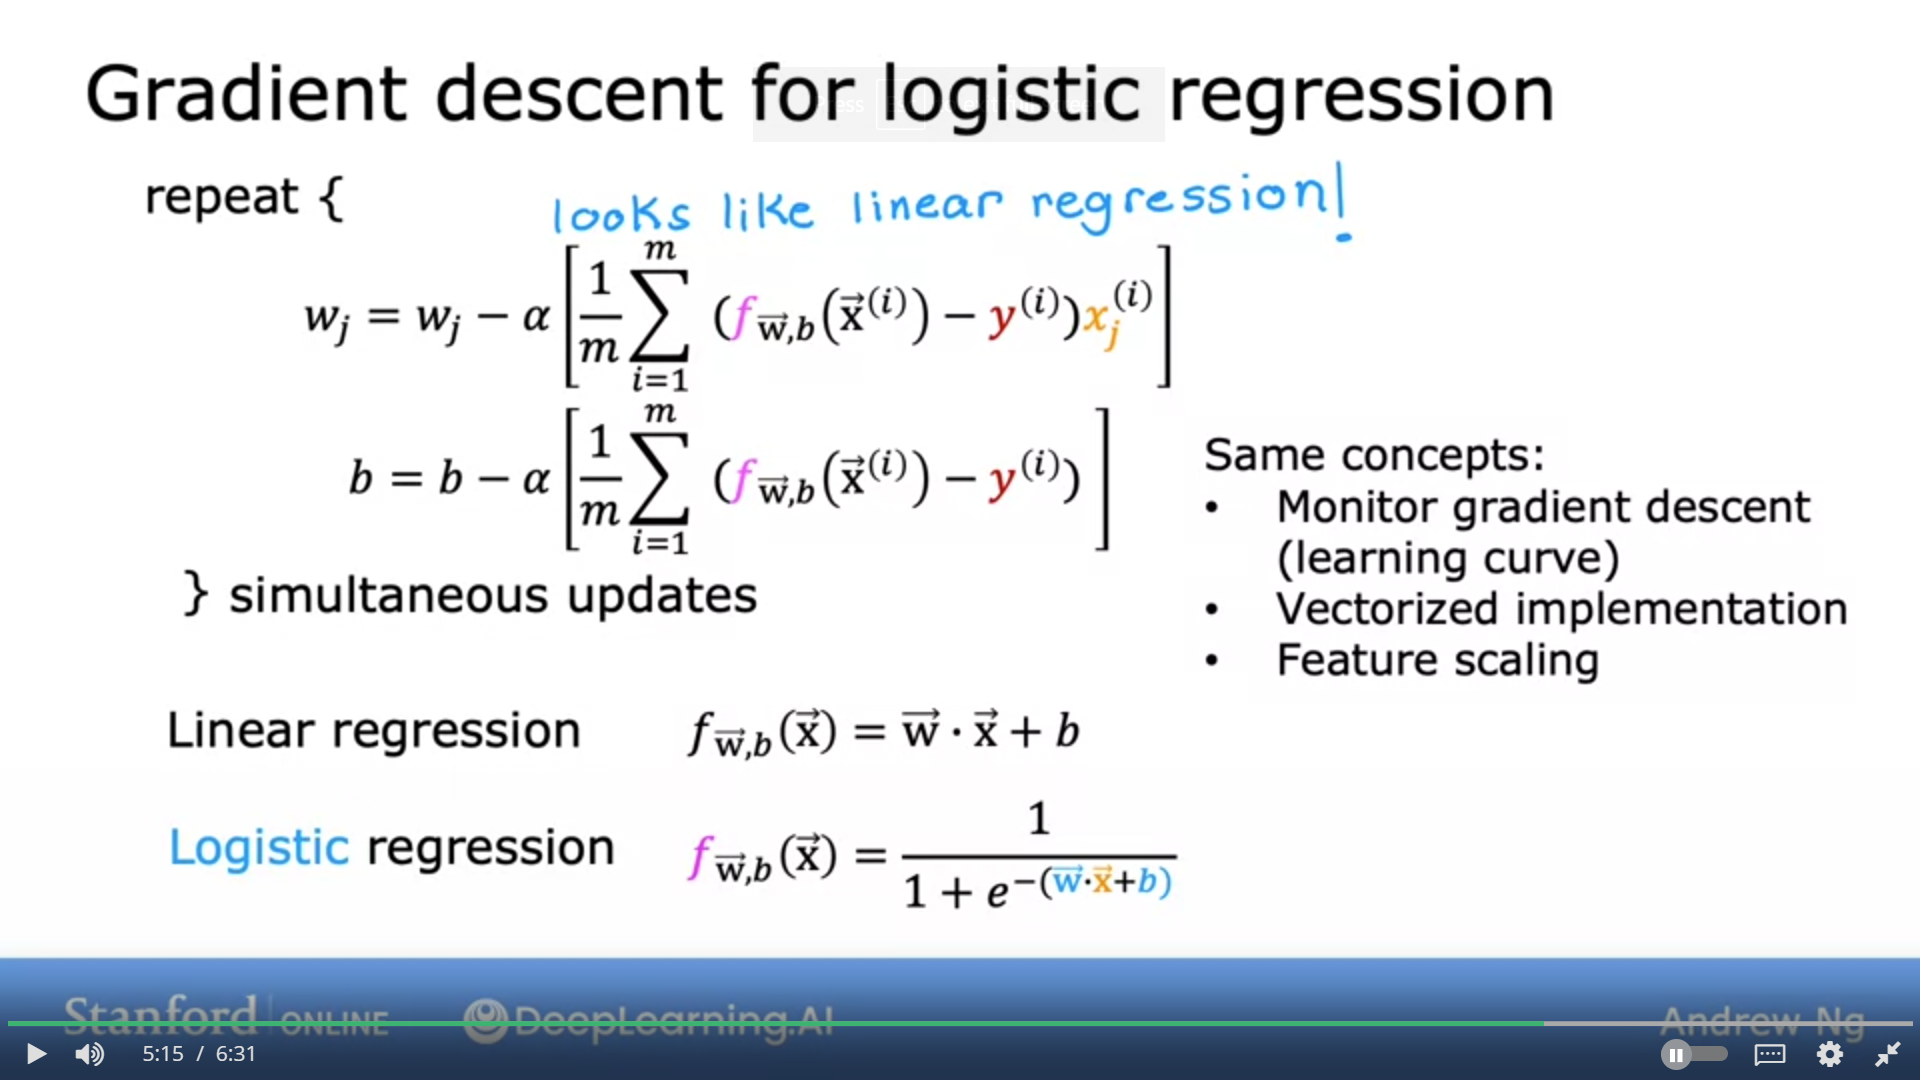 Gradient descent for logistic regression
repeat {
looks like linear regression!
w_j = w_j − α [ 1/m ∑_{i=1}^{m} (f_{w⃗,b}(x⃗^{(i)}) − y^{(i)}) x_j^{(i)} ]
b = b − α [ 1/m ∑_{i=1}^{m} (f_{w⃗,b}(x⃗^{(i)}) − y^{(i)}) ]
} simultaneous updates
Same concepts:
• Monitor gradient descent
(learning curve)
• Vectorized implementation
• Feature scaling
Linear regression f_{w⃗,b}(x⃗) = w⃗ · x⃗ + b
Logistic regression f_{w⃗,b}(x⃗) = 1 / (1 + e^{−(w⃗·x⃗+b)})
Stanford ONLINE DeepLearning.AI Andrew Ng
5:15 / 6:31